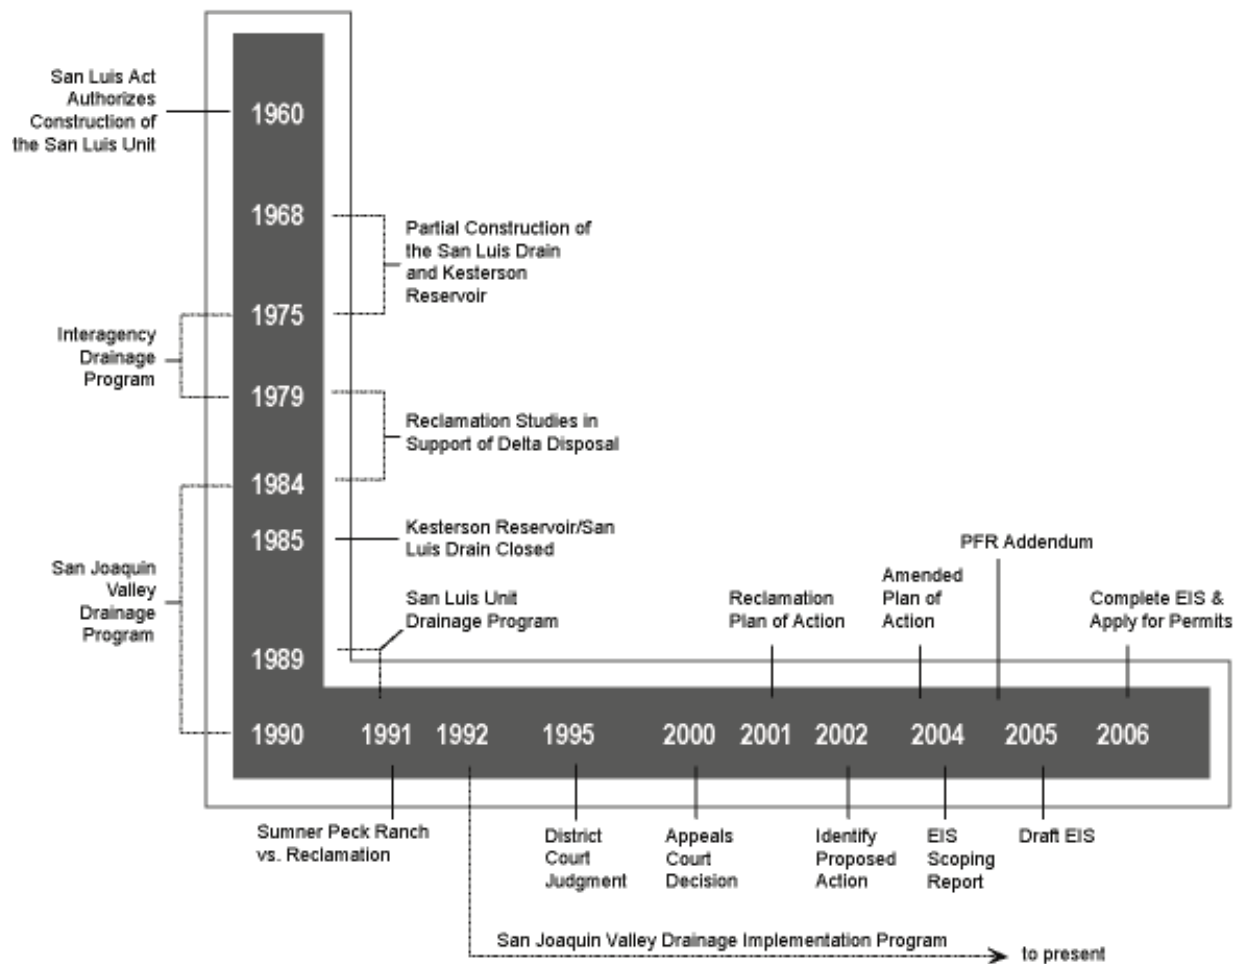 San Luis Act
Authorizes
Construction of
the San Luis Unit
1960
1968
Partial Construction of
the San Luis Drain
and Kesterson
Reservoir
1975
Interagency
Drainage
Program
1979
Reclamation Studies in
Support of Delta Disposal
1984
1985
Kesterson Reservoir/San
Luis Drain Closed
San Joaquin
Valley
Drainage
Program
San Luis Unit
Drainage Program
1989
Reclamation
Plan of Action
Amended
Plan of
Action
PFR Addendum
Complete EIS &
Apply for Permits
1990
1991
1992
1995
2000
2001
2002
2004
2005
2006
Sumner Peck Ranch
vs. Reclamation
District
Court
Judgment
Appeals
Court
Decision
Identify
Proposed
Action
EIS
Scoping
Report
Draft EIS
San Joaquin Valley Drainage Implementation Program
to present